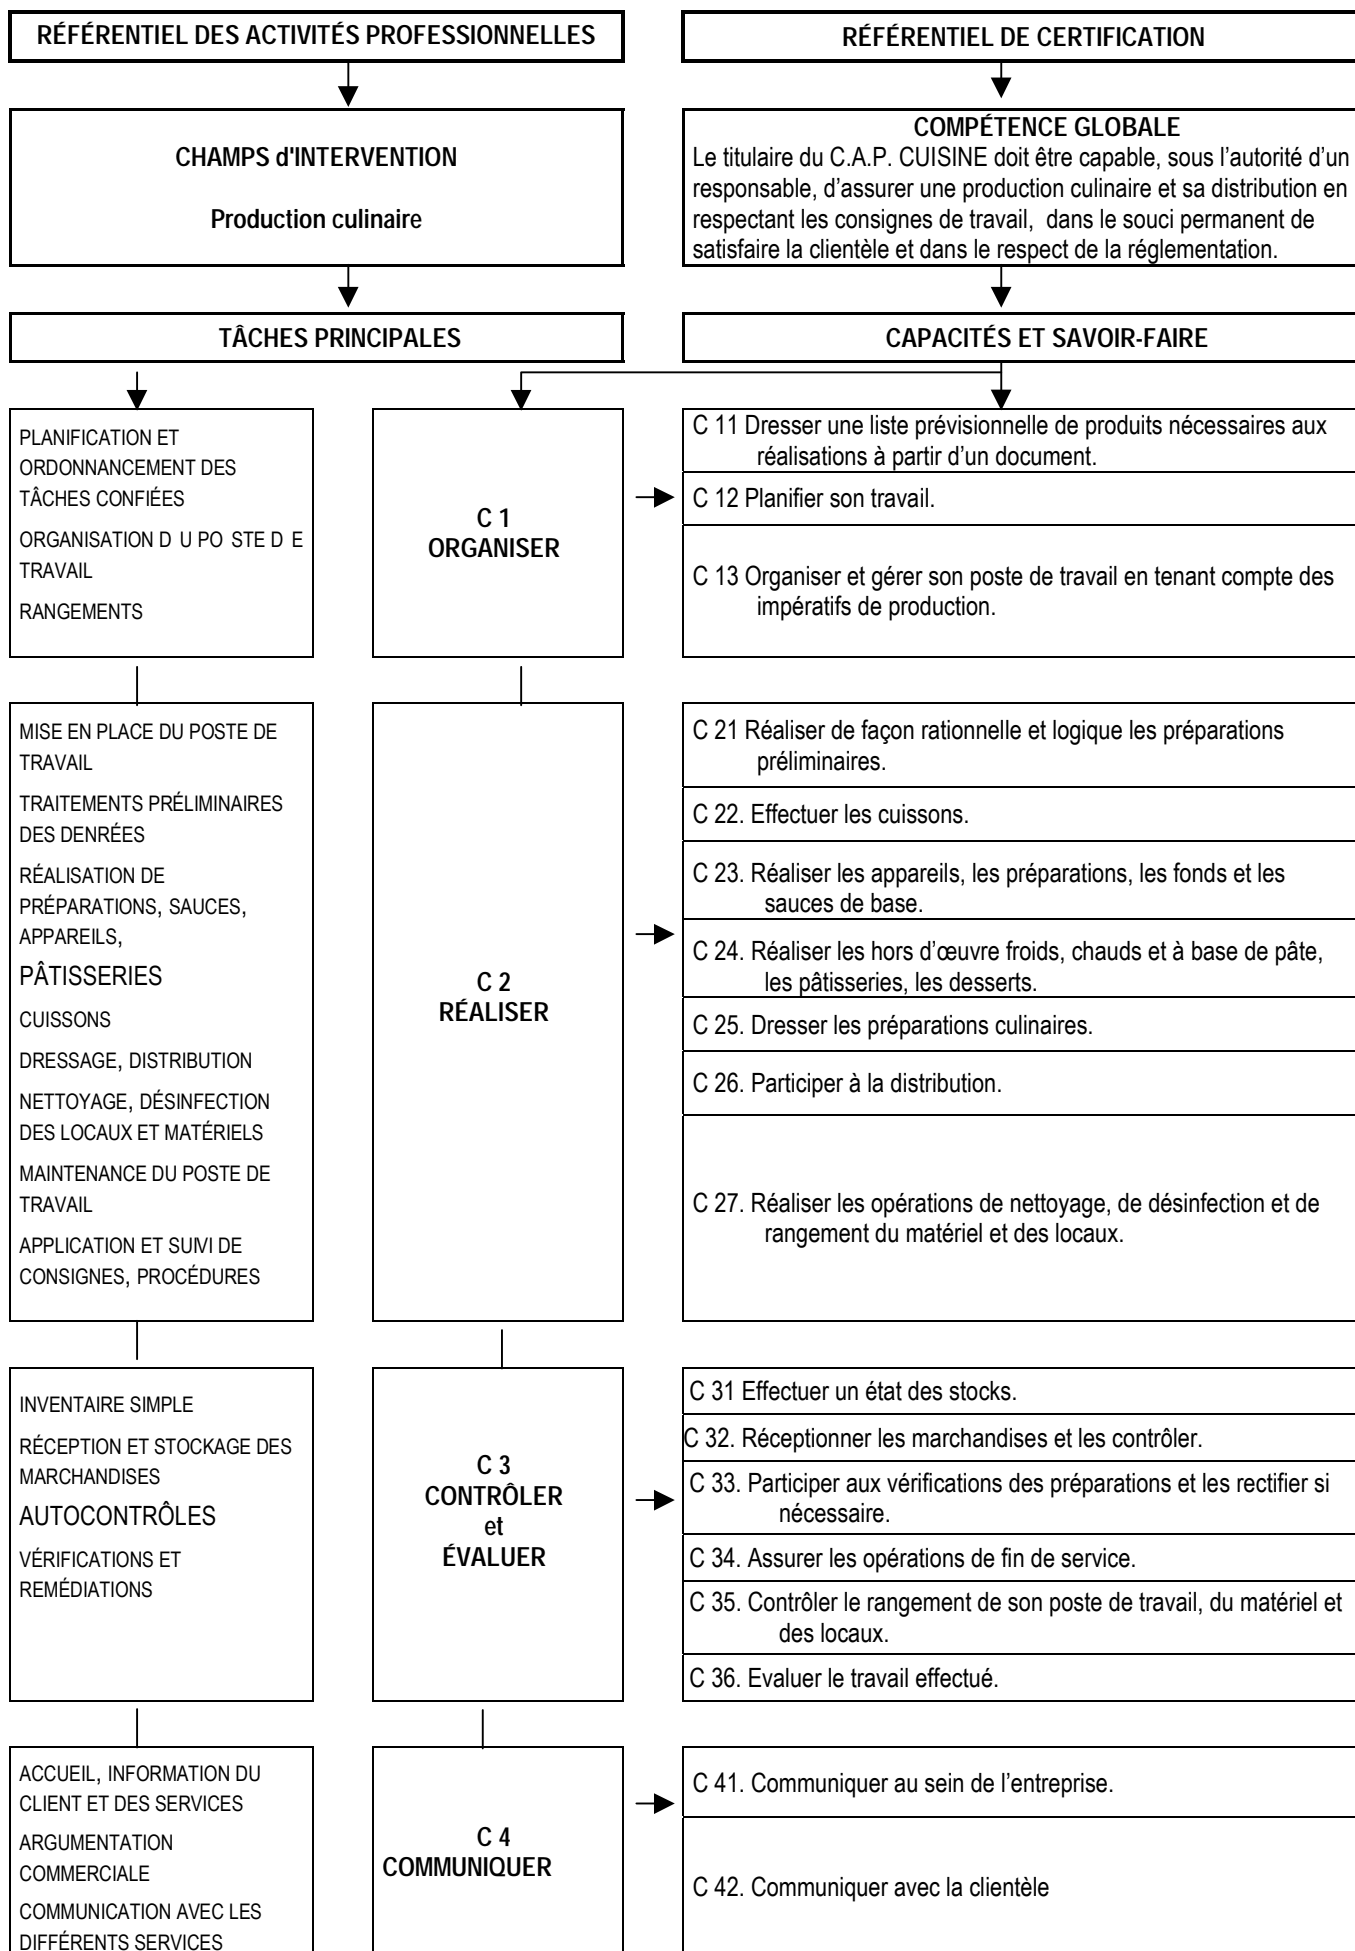 RÉFÉRENTIEL DES ACTIVITÉS PROFESSIONNELLES
RÉFÉRENTIEL DE CERTIFICATION
CHAMPS d'INTERVENTION
Production culinaire
COMPÉTENCE GLOBALE
Le titulaire du C.A.P. CUISINE doit être capable, sous l'autorité d'un
responsable, d'assurer une production culinaire et sa distribution en
respectant les consignes de travail, dans le souci permanent de
satisfaire la clientèle et dans le respect de la réglementation.
TÂCHES PRINCIPALES
CAPACITÉS ET SAVOIR-FAIRE
PLANIFICATION ET
ORDONNANCEMENT DES
TÂCHES CONFIÉES
ORGANISATION D U PO STE D E
TRAVAIL
RANGEMENTS
C 1
ORGANISER
C 11 Dresser une liste prévisionnelle de produits nécessaires aux
réalisations à partir d'un document.
C 12 Planifier son travail.
C 13 Organiser et gérer son poste de travail en tenant compte des
impératifs de production.
MISE EN PLACE DU POSTE DE
TRAVAIL
TRAITEMENTS PRÉLIMINAIRES
DES DENRÉES
RÉALISATION DE
PRÉPARATIONS, SAUCES,
APPAREILS,
PÂTISSERIES
CUISSONS
DRESSAGE, DISTRIBUTION
NETTOYAGE, DÉSINFECTION
DES LOCAUX ET MATÉRIELS
MAINTENANCE DU POSTE DE
TRAVAIL
APPLICATION ET SUIVI DE
CONSIGNES, PROCÉDURES
C 2
RÉALISER
C 21 Réaliser de façon rationnelle et logique les préparations
préliminaires.
C 22. Effectuer les cuissons.
C 23. Réaliser les appareils, les préparations, les fonds et les
sauces de base.
C 24. Réaliser les hors d'œuvre froids, chauds et à base de pâte,
les pâtisseries, les desserts.
C 25. Dresser les préparations culinaires.
C 26. Participer à la distribution.
C 27. Réaliser les opérations de nettoyage, de désinfection et de
rangement du matériel et des locaux.
INVENTAIRE SIMPLE
RÉCEPTION ET STOCKAGE DES
MARCHANDISES
AUTOCONTRÔLES
VÉRIFICATIONS ET
REMÉDIATIONS
C 3
CONTRÔLER
et
ÉVALUER
C 31 Effectuer un état des stocks.
C 32. Réceptionner les marchandises et les contrôler.
C 33. Participer aux vérifications des préparations et les rectifier si
nécessaire.
C 34. Assurer les opérations de fin de service.
C 35. Contrôler le rangement de son poste de travail, du matériel et
des locaux.
C 36. Evaluer le travail effectué.
ACCUEIL, INFORMATION DU
CLIENT ET DES SERVICES
ARGUMENTATION
COMMERCIALE
COMMUNICATION AVEC LES
DIFFÉRENTS SERVICES
C 4
COMMUNIQUER
C 41. Communiquer au sein de l'entreprise.
C 42. Communiquer avec la clientèle